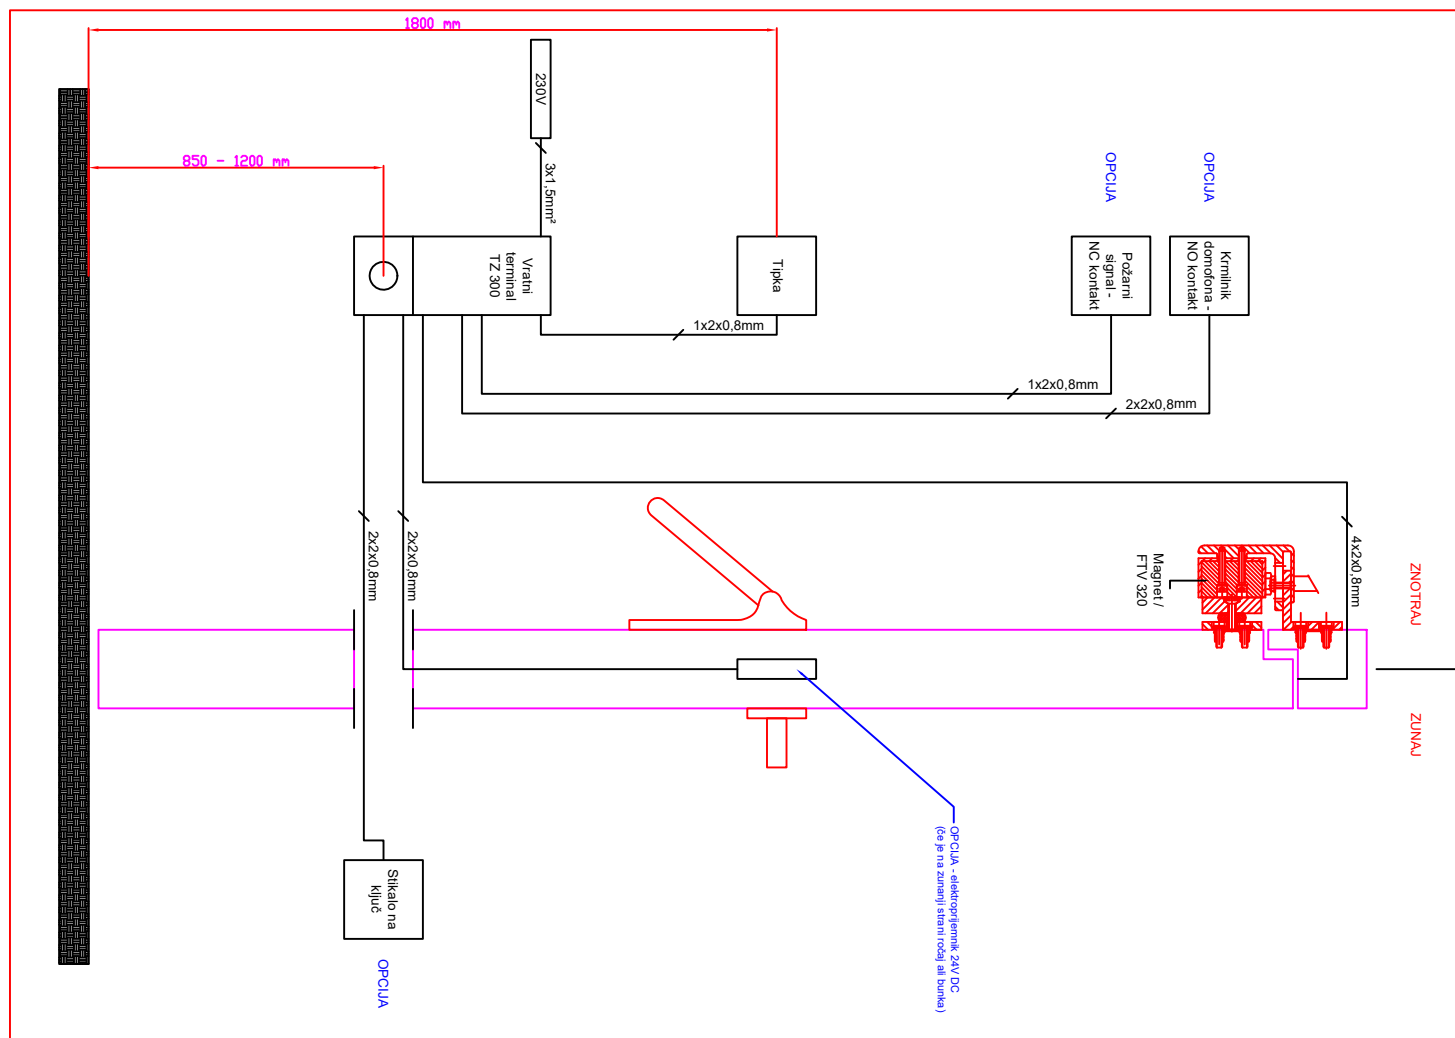 1800 mm
850 - 1200 mm
230V
3x1,5mm²
OPCIJA
OPCIJA
Vratni
terminal
TZ 300
Tipka
Požarni
signal -
NC kontakt
Krmilnik
domofona -
NO kontakt
1x2x0,8mm
1x2x0,8mm
2x2x0,8mm
2x2x0,8mm
2x2x0,8mm
4x2x0,8mm
Magnet /
FTV 320
ZNOTRAJ
ZUNAJ
OPCIJA - elektroprijemnik 24V DC
(če je na zunanji strani ročaj ali bunka)
Stikalo na
ključ
OPCIJA